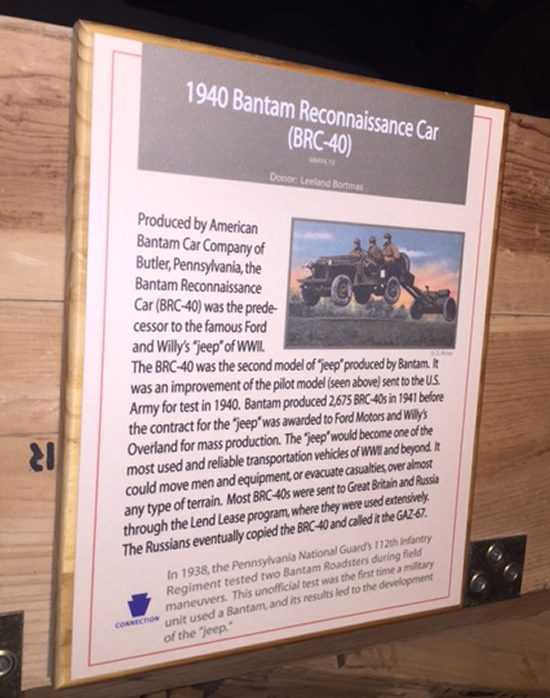 1940 Bantam Reconnaissance Car
(BRC-40)
Donor: Leeland Bortmas
Produced by American
Bantam Car Company of
Butler, Pennsylvania, the
Bantam Reconnaissance
Car (BRC-40) was the prede-
cessor to the famous Ford
and Willy's "jeep" of WWII.
U.S. Army
The BRC-40 was the second model of "jeep" produced by Bantam. It
was an improvement of the pilot model (seen above) sent to the U.S.
Army for test in 1940. Bantam produced 2,675 BRC-40s in 1941 before
the contract for the "jeep" was awarded to Ford Motors and Willy's
Overland for mass production. The "jeep" would become one of the
most used and reliable transportation vehicles of WWII and beyond. It
could move men and equipment, or evacuate casualties, over almost
any type of terrain. Most BRC-40s were sent to Great Britain and Russia
through the Lend Lease program, where they were used extensively.
The Russians eventually copied the BRC-40 and called it the GAZ-67.
In 1938, the Pennsylvania National Guard's 112th Infantry
Regiment tested two Bantam Roadsters during field
maneuvers. This unofficial test was the first time a military
unit used a Bantam, and its results led to the development
of the "jeep."
CONNECTION